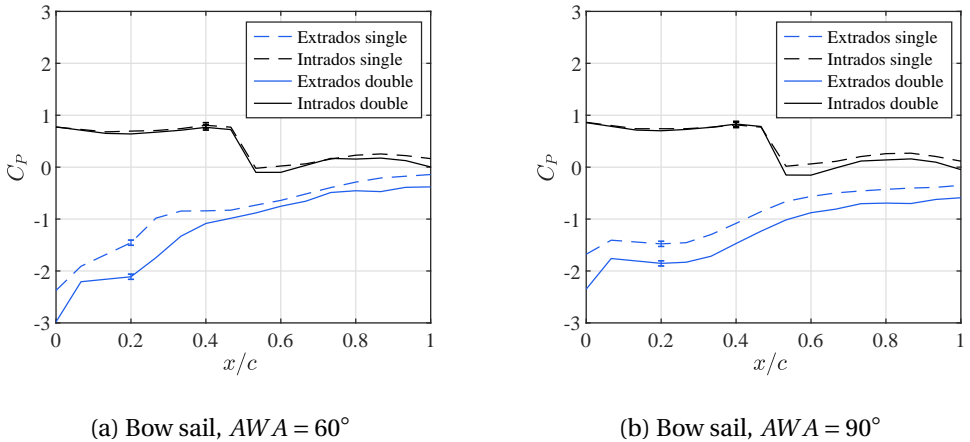 3
2
1
0
-1
-2
-3
C_P
0 0.2 0.4 0.6 0.8 1
x/c
Extrados single
Intrados single
Extrados double
Intrados double
(a) Bow sail, AWA = 60°
3
2
1
0
-1
-2
-3
C_P
0 0.2 0.4 0.6 0.8 1
x/c
Extrados single
Intrados single
Extrados double
Intrados double
(b) Bow sail, AWA = 90°